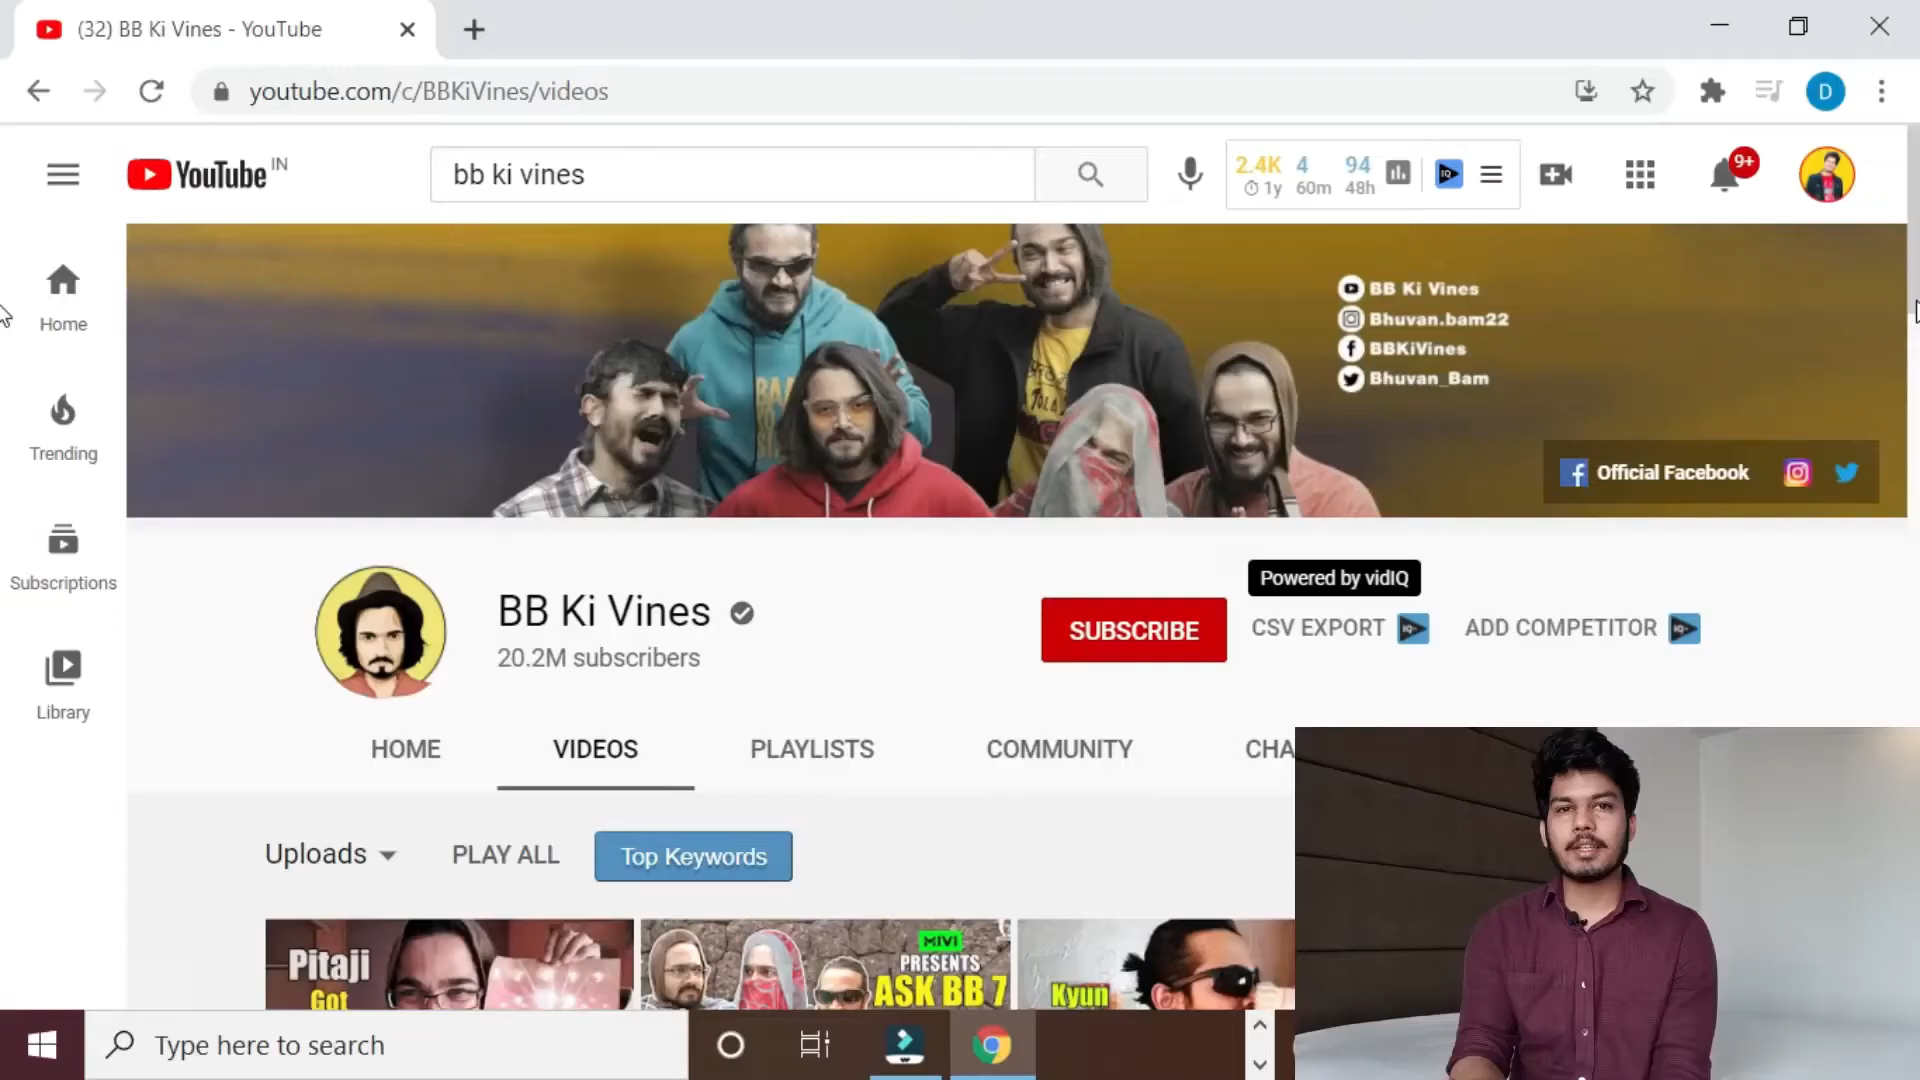 (32) BB Ki Vines - YouTube
youtube.com/c/BBKiVines/videos
D
YouTube IN
bb ki vines
2.4K 4 94
1y 60m 48h
IQ
9+
Home
Trending
Subscriptions
Library
BB Ki Vines
Bhuvan.bam22
BBKiVines
Bhuvan_Bam
Official Facebook
BB Ki Vines
20.2M subscribers
SUBSCRIBE
Powered by vidIQ
CSV EXPORT
ADD COMPETITOR
HOME
VIDEOS
PLAYLISTS
COMMUNITY
CHA
Uploads
PLAY ALL
Top Keywords
Pitaji
Got
MIVI
PRESENTS
ASK BB 7
Kyun
Type here to search